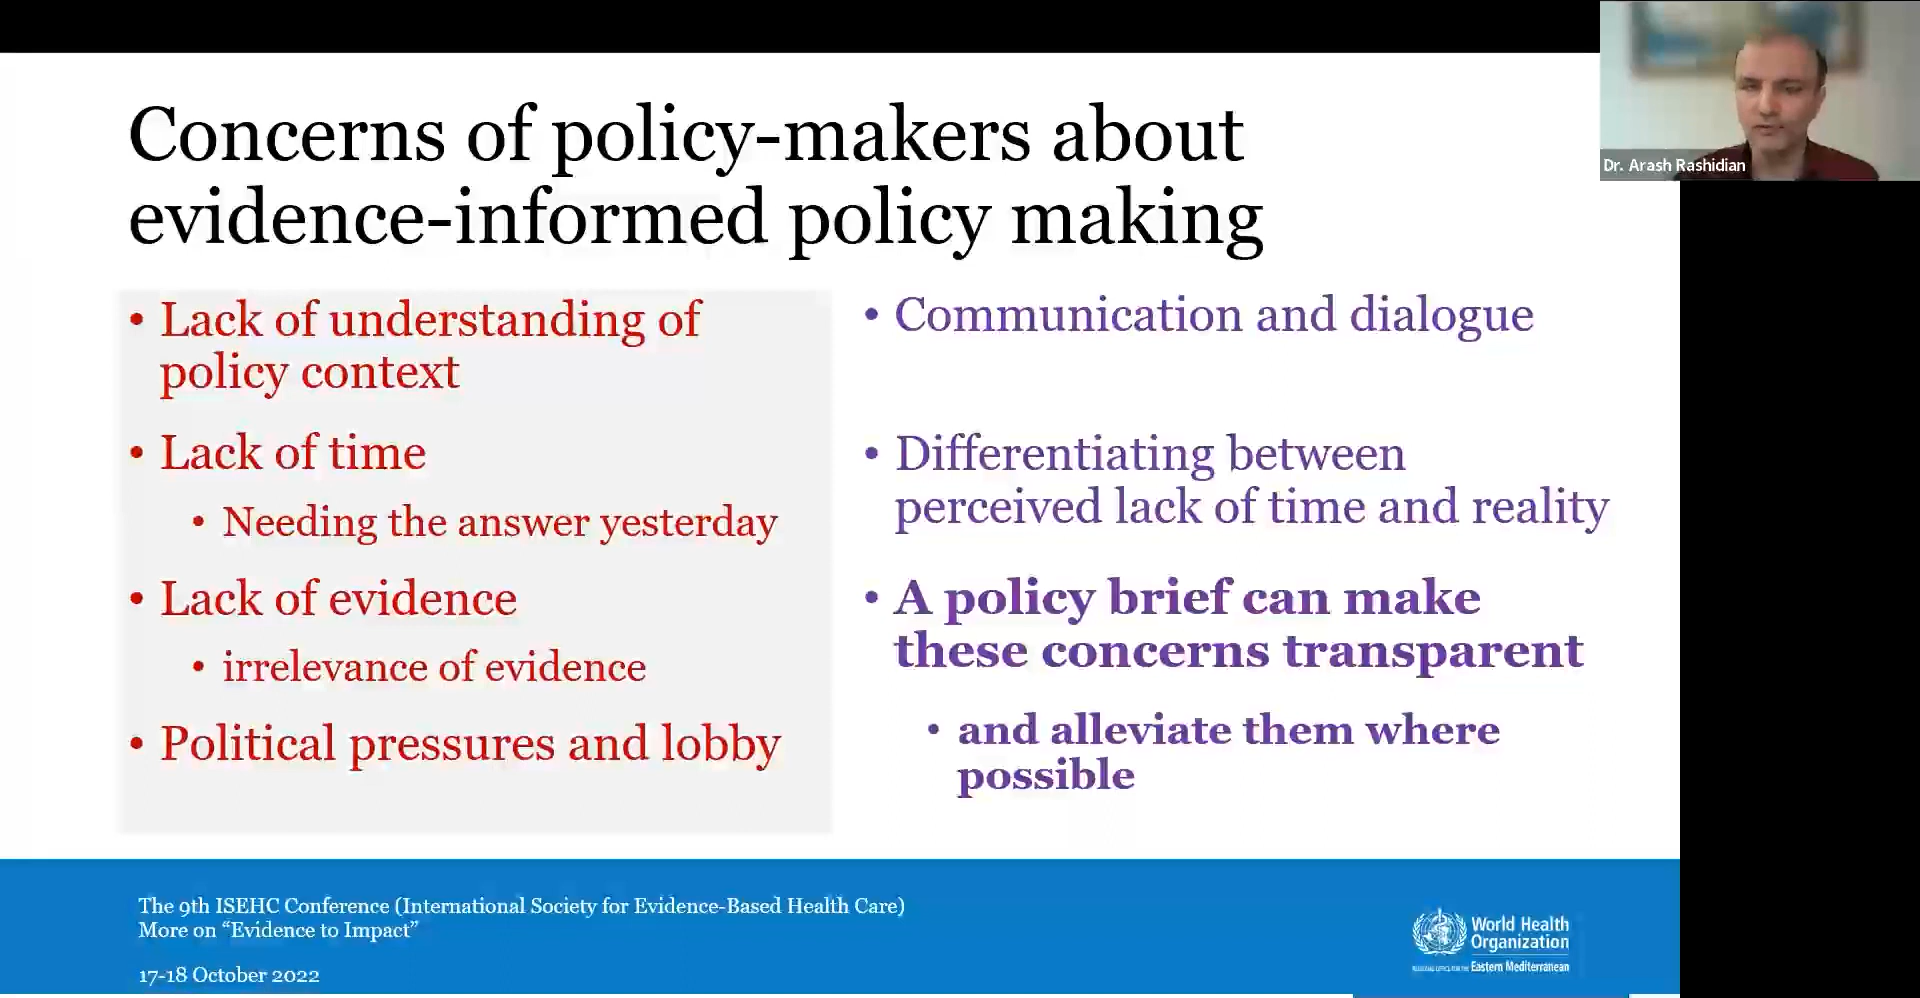 Concerns of policy-makers about
evidence-informed policy making
• Lack of understanding of
policy context
• Lack of time
• Needing the answer yesterday
• Lack of evidence
• irrelevance of evidence
• Political pressures and lobby
• Communication and dialogue
• Differentiating between
perceived lack of time and reality
• A policy brief can make
these concerns transparent
• and alleviate them where
possible
Dr. Arash Rashidian
The 9th ISEHC Conference (International Society for Evidence-Based Health Care)
More on “Evidence to Impact”
17-18 October 2022
World Health
Organization
REGIONAL OFFICE FOR THE Eastern Mediterranean